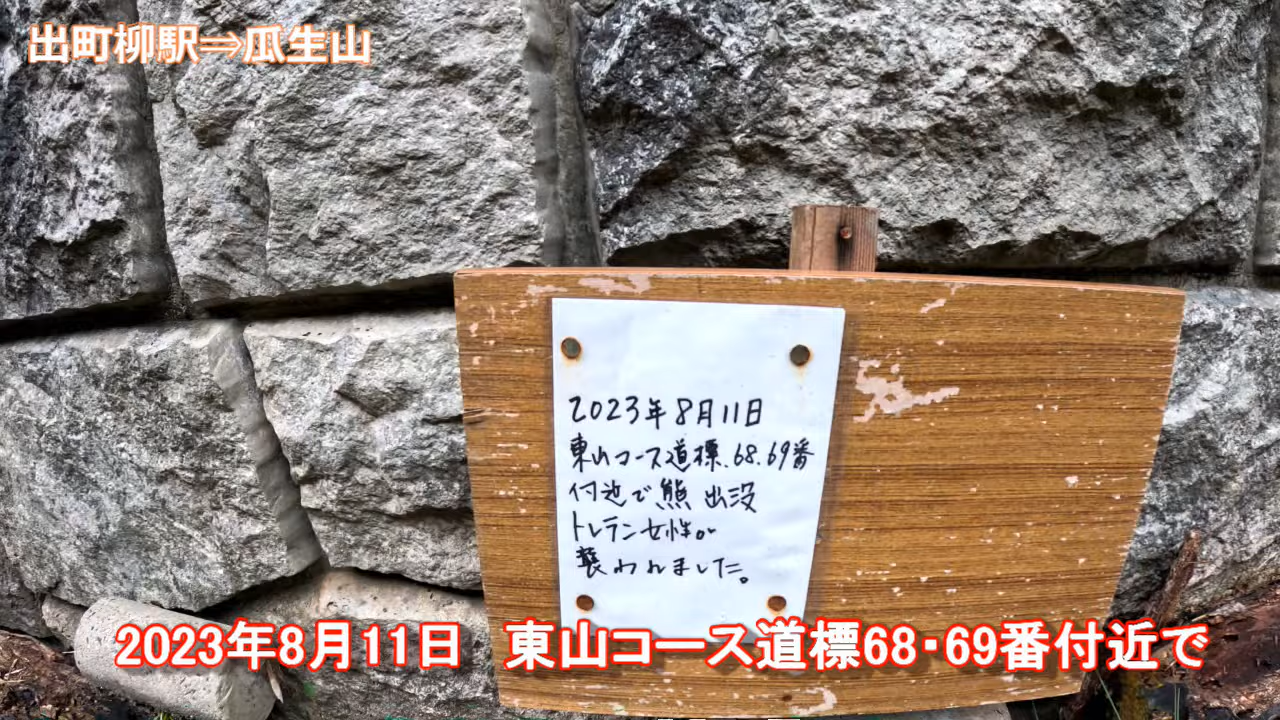 出町柳駅⇒瓜生山
2023年8月11日
東山コース道標.68.69番
付近で熊出没
トレラン女性が
襲われました。
2023年8月11日 東山コース道標68・69番付近で